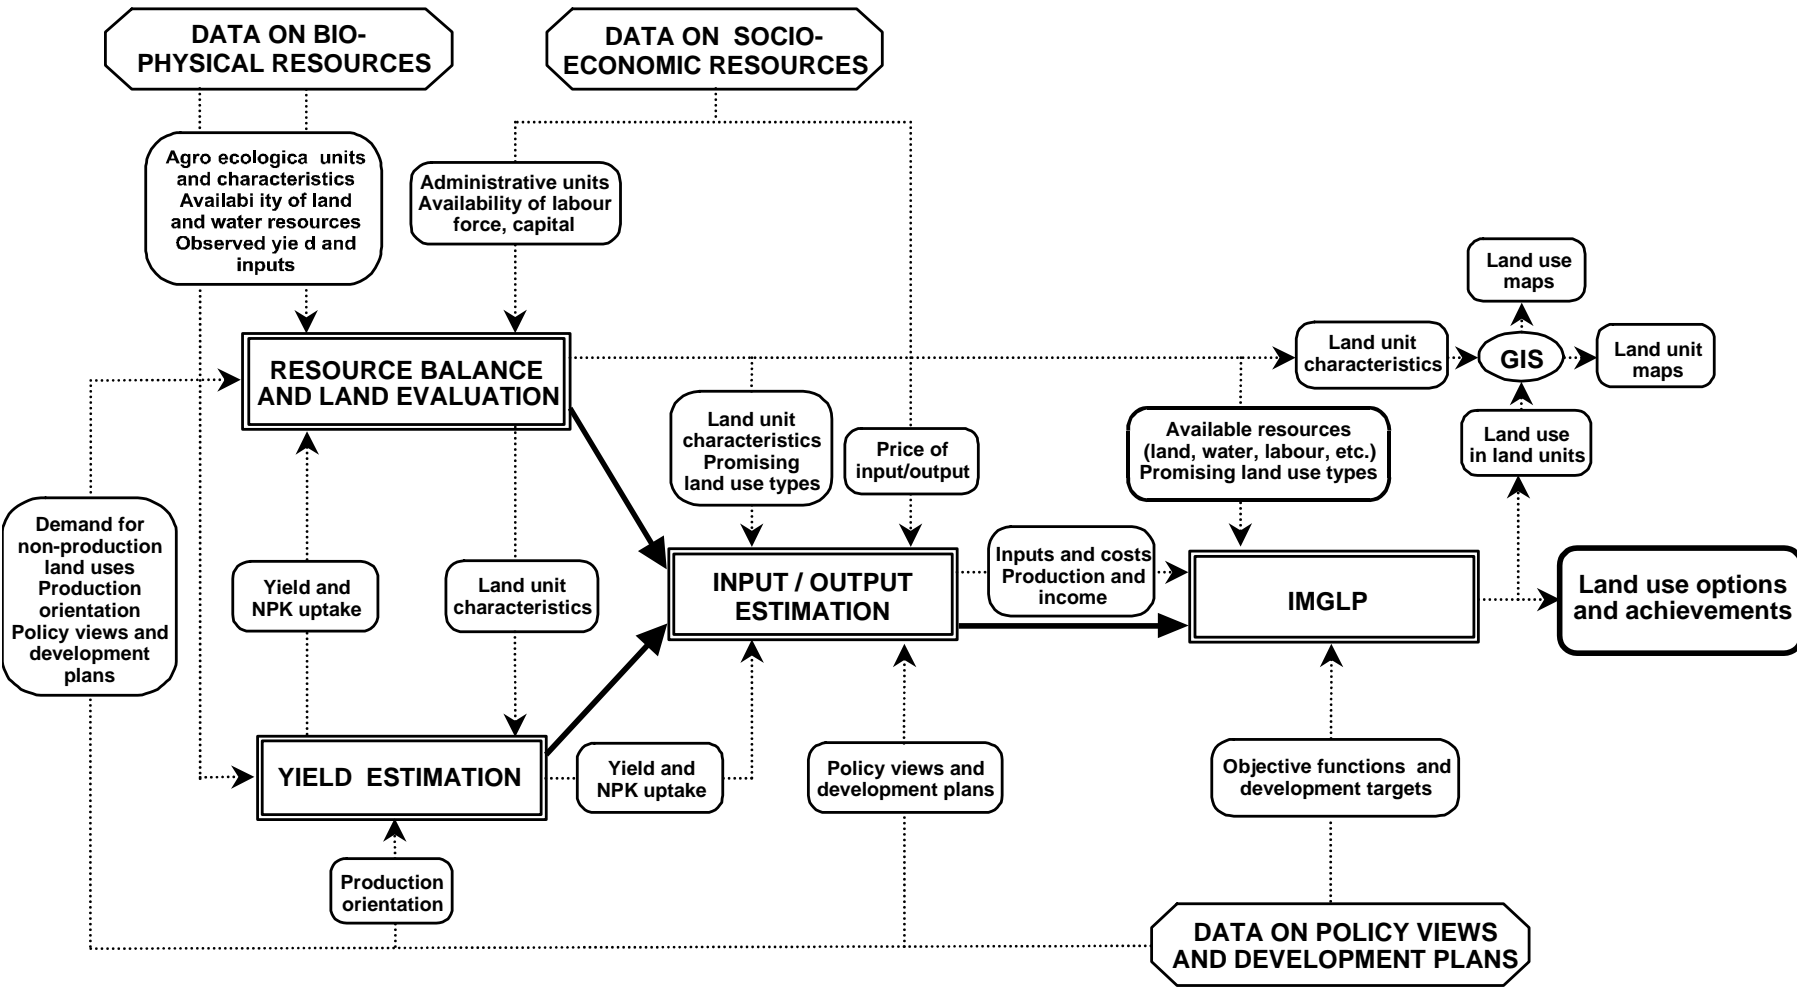 DATA ON BIO-
PHYSICAL RESOURCES
DATA ON SOCIO-
ECONOMIC RESOURCES
Agro ecologica units
and characteristics
Availabi ity of land
and water resources
Observed yie d and
inputs
Administrative units
Availability of labour
force, capital
Land use
maps
Land unit
characteristics
GIS
Land unit
maps
RESOURCE BALANCE
AND LAND EVALUATION
Land unit
characteristics
Promising
land use types
Price of
input/output
Available resources
(land, water, labour, etc.)
Promising land use types
Land use
in land units
Demand for
non-production
land uses
Production
orientation
Policy views and
development
plans
Yield and
NPK uptake
Land unit
characteristics
INPUT / OUTPUT
ESTIMATION
Inputs and costs
Production and
income
IMGLP
Land use options
and achievements
YIELD ESTIMATION
Yield and
NPK uptake
Policy views and
development plans
Objective functions and
development targets
Production
orientation
DATA ON POLICY VIEWS
AND DEVELOPMENT PLANS